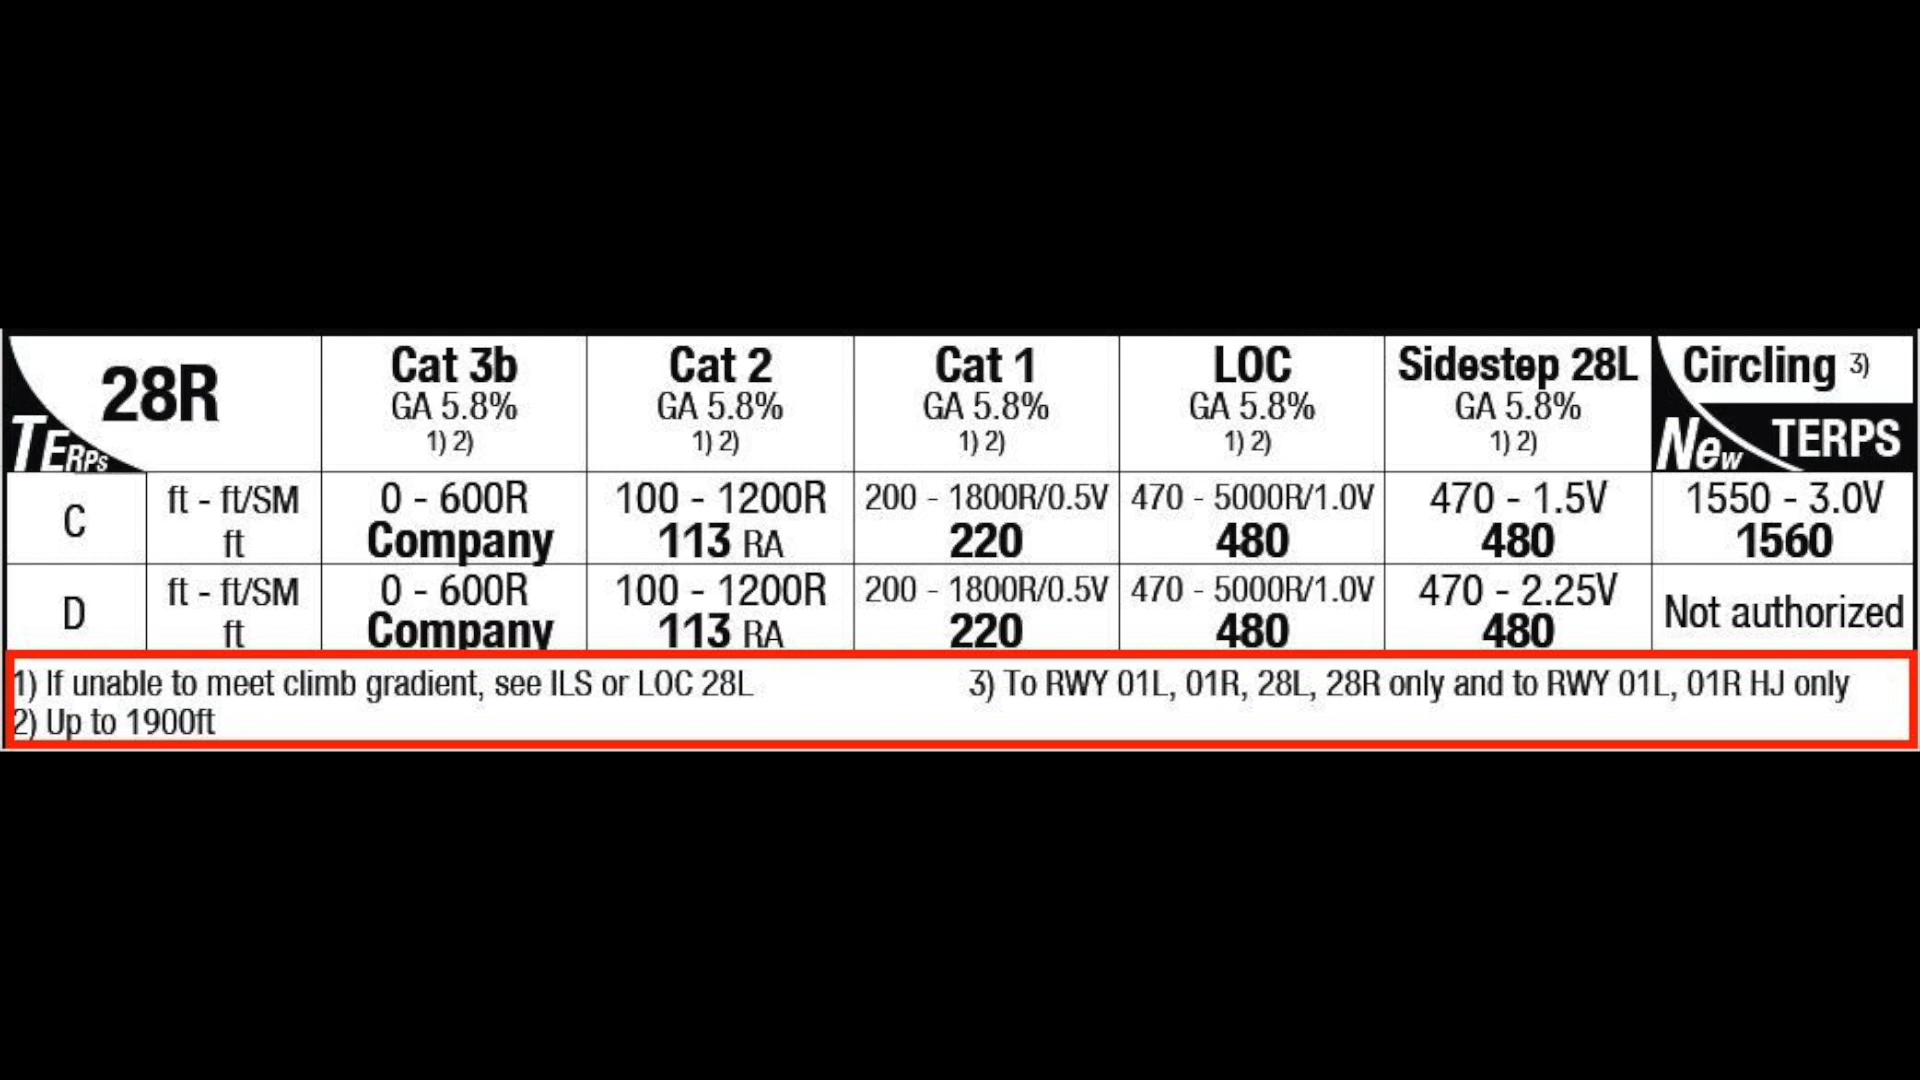 28R
TERPs
Cat 3b
GA 5.8%
1) 2)
Cat 2
GA 5.8%
1) 2)
Cat 1
GA 5.8%
1) 2)
LOC
GA 5.8%
1) 2)
Sidestep 28L
GA 5.8%
1) 2)
Circling 3)
New TERPS
C
ft - ft/SM
ft
0 - 600R
Company
100 - 1200R
113 RA
200 - 1800R/0.5V
220
470 - 5000R/1.0V
480
470 - 1.5V
480
1550 - 3.0V
1560
D
ft - ft/SM
ft
0 - 600R
Company
100 - 1200R
113 RA
200 - 1800R/0.5V
220
470 - 5000R/1.0V
480
470 - 2.25V
480
Not authorized
1) If unable to meet climb gradient, see ILS or LOC 28L
2) Up to 1900ft
3) To RWY 01L, 01R, 28L, 28R only and to RWY 01L, 01R HJ only